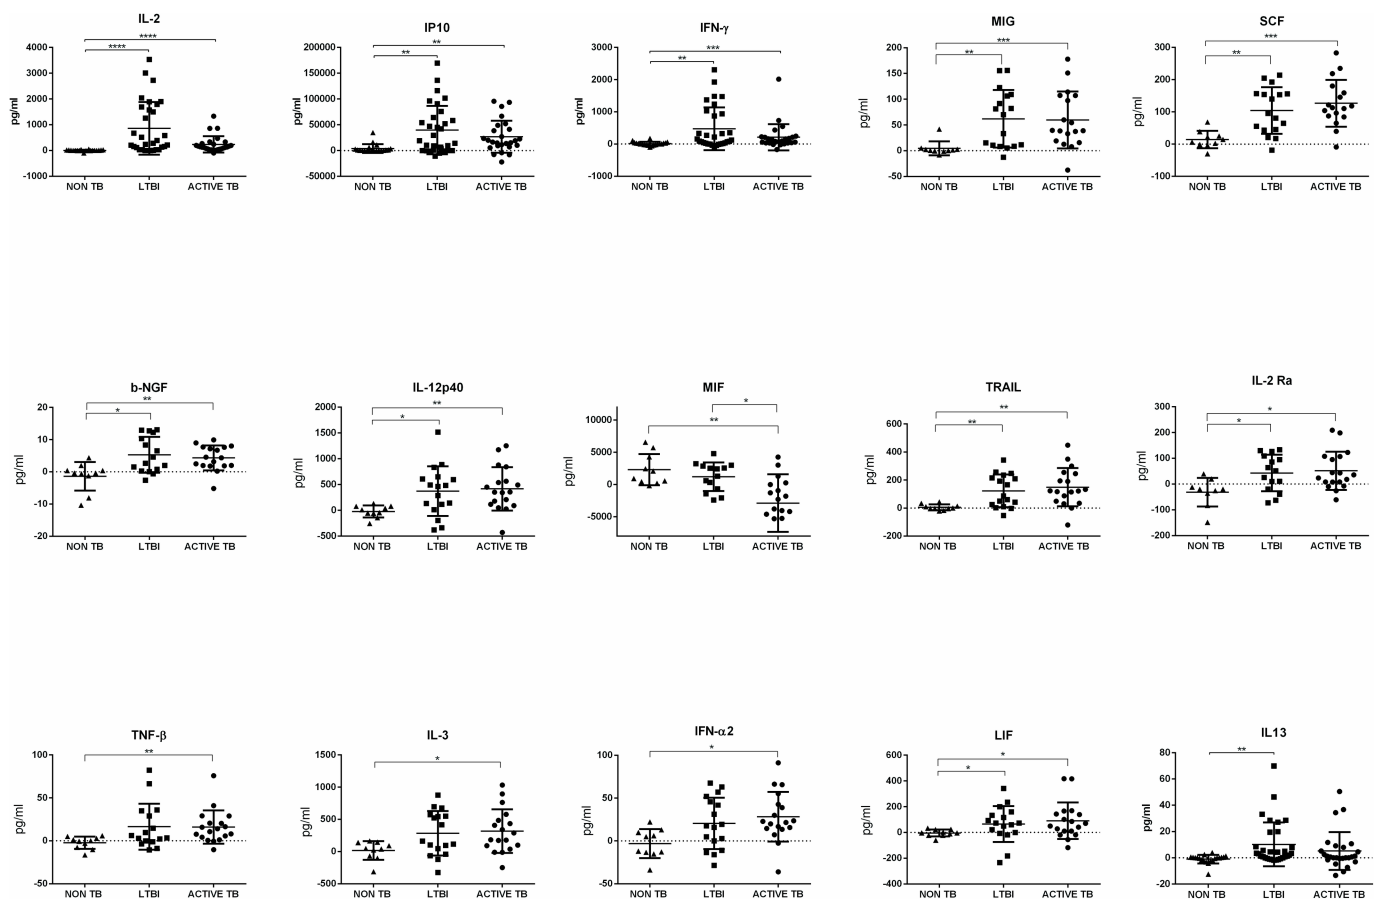 IL-2
IP10
IFN-γ
MIG
SCF
pg/ml
4000
3000
2000
1000
0
-1000
****
****
NON TB LTBI ACTIVE TB
pg/ml
200000
150000
100000
50000
0
-50000
**
**
NON TB LTBI ACTIVE TB
pg/ml
3000
2000
1000
0
-1000
***
**
NON TB LTBI ACTIVE TB
pg/ml
200
150
100
50
0
-50
***
**
NON TB LTBI ACTIVE TB
pg/ml
300
200
100
0
-100
***
**
NON TB LTBI ACTIVE TB
b-NGF
IL-12p40
MIF
TRAIL
IL-2 Ra
pg/ml
20
10
0
-10
-20
**
*
NON TB LTBI ACTIVE TB
pg/ml
2000
1500
1000
500
0
-500
**
*
NON TB LTBI ACTIVE TB
pg/ml
10000
5000
0
-5000
*
**
NON TB LTBI ACTIVE TB
pg/ml
600
400
200
0
-200
**
**
NON TB LTBI ACTIVE TB
pg/ml
300
200
100
0
-100
-200
*
*
NON TB LTBI ACTIVE TB
TNF-β
IL-3
IFN-α2
LIF
IL13
pg/ml
100
50
0
-50
**
NON TB LTBI ACTIVE TB
pg/ml
1500
1000
500
0
-500
*
NON TB LTBI ACTIVE TB
pg/ml
100
50
0
-50
*
NON TB LTBI ACTIVE TB
pg/ml
600
400
200
0
-200
-400
*
*
NON TB LTBI ACTIVE TB
pg/ml
80
60
40
20
0
-20
**
NON TB LTBI ACTIVE TB